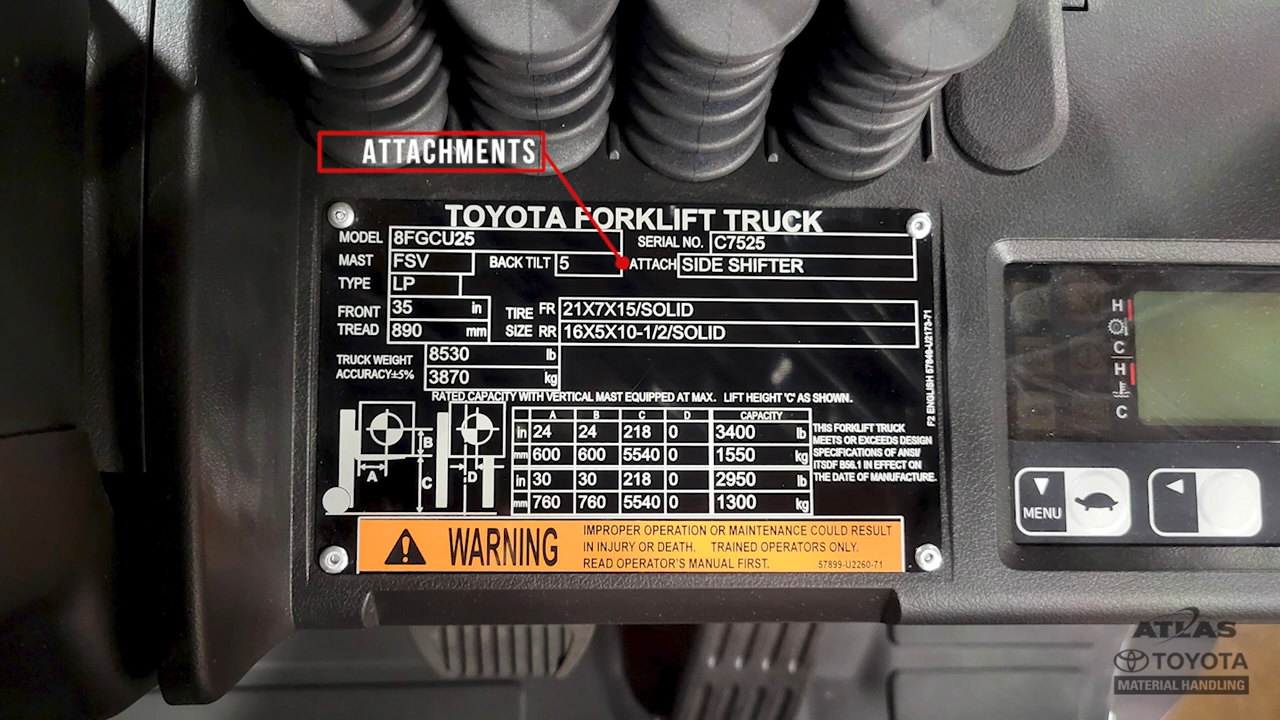 ATTACHMENTS
TOYOTA FORKLIFT TRUCK
MODEL 8FGCU25 SERIAL NO. C7525
MAST FSV BACK TILT 5 ATTACH SIDE SHIFTER
TYPE LP
FRONT TREAD 35 in 890 mm
TIRE SIZE FR 21X7X15/SOLID
RR 16X5X10-1/2/SOLID
TRUCK WEIGHT 8530 lb
ACCURACY±5% 3870 kg
RATED CAPACITY WITH VERTICAL MAST EQUIPED AT MAX. LIFT HEIGHT 'C' AS SHOWN.
A B C D CAPACITY
in 24 24 218 0 3400 lb
mm 600 600 5540 0 1550 kg
in 30 30 218 0 2950 lb
mm 760 760 5540 0 1300 kg
A B C D
THIS FORKLIFT TRUCK
MEETS OR EXCEEDS DESIGN
SPECIFICATIONS OF ANSI/
ITSDF B56.1 IN EFFECT ON
THE DATE OF MANUFACTURE.
F2 ENGLISH 57846-U2173-71
WARNING
IMPROPER OPERATION OR MAINTENANCE COULD RESULT
IN INJURY OR DEATH. TRAINED OPERATORS ONLY.
READ OPERATOR'S MANUAL FIRST. 57899-U2260-71
H
C
H
C
MENU
ATLAS
TOYOTA
MATERIAL HANDLING